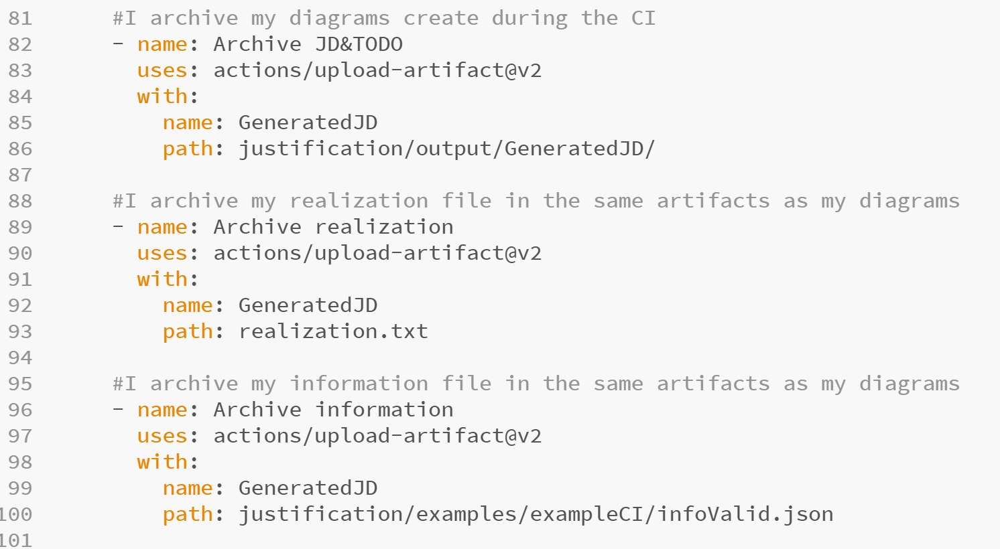 81 #I archive my diagrams create during the CI
82 - name: Archive JD&TODO
83 uses: actions/upload-artifact@v2
84 with:
85 name: GeneratedJD
86 path: justification/output/GeneratedJD/
87
88 #I archive my realization file in the same artifacts as my diagrams
89 - name: Archive realization
90 uses: actions/upload-artifact@v2
91 with:
92 name: GeneratedJD
93 path: realization.txt
94
95 #I archive my information file in the same artifacts as my diagrams
96 - name: Archive information
97 uses: actions/upload-artifact@v2
98 with:
99 name: GeneratedJD
100 path: justification/examples/exampleCI/infoValid.json
101